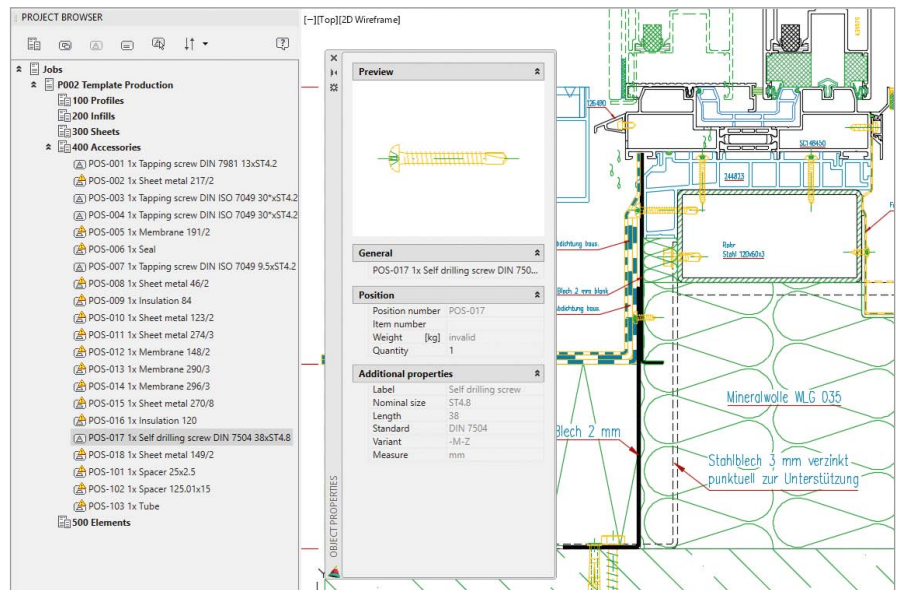 PROJECT BROWSER
[−][Top][2D Wireframe]
Jobs
P002 Template Production
100 Profiles
200 Infills
300 Sheets
400 Accessories
POS-001 1x Tapping screw DIN 7981 13xST4.2
POS-002 1x Sheet metal 217/2
POS-003 1x Tapping screw DIN ISO 7049 30*xST4.2
POS-004 1x Tapping screw DIN ISO 7049 30*xST4.2
POS-005 1x Membrane 191/2
POS-006 1x Seal
POS-007 1x Tapping screw DIN ISO 7049 9.5xST4.2
POS-008 1x Sheet metal 46/2
POS-009 1x Insulation 84
POS-010 1x Sheet metal 123/2
POS-011 1x Sheet metal 274/3
POS-012 1x Membrane 148/2
POS-013 1x Membrane 290/3
POS-014 1x Membrane 296/3
POS-015 1x Sheet metal 270/8
POS-016 1x Insulation 120
POS-017 1x Self drilling screw DIN 7504 38xST4.8
POS-018 1x Sheet metal 149/2
POS-101 1x Spacer 25x2.5
POS-102 1x Spacer 125.01x15
POS-103 1x Tube
500 Elements
Preview
General
POS-017 1x Self drilling screw DIN 750...
Position
Position number POS-017
Item number
Weight [kg] invalid
Quantity 1
Additional properties
Label Self drilling screw
Nominal size ST4.8
Length 38
Standard DIN 7504
Variant -M-Z
Measure mm
OBJECT PROPERTIES
126490
244823
Rohr
Stahl 120x60x3
bdichtung baus.
Blech 2 mm blank
bdichtung baus.
Blech 2 mm
Mineralwolle WLG 035
Stahlblech 3 mm verzinkt
punktuell zur Unterstützung